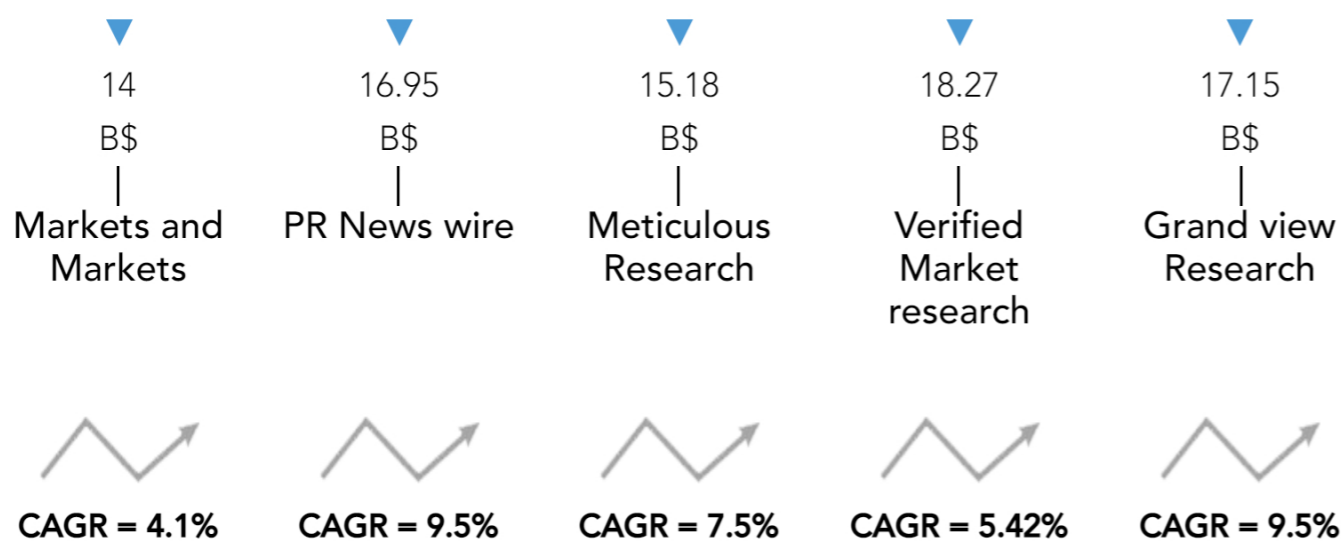 14
16.95
15.18
18.27
17.15
B$
B$
B$
B$
B$
Markets and
Markets
PR News wire
Meticulous
Research
Verified
Market
research
Grand view
Research
CAGR = 4.1%
CAGR = 9.5%
CAGR = 7.5%
CAGR = 5.42%
CAGR = 9.5%